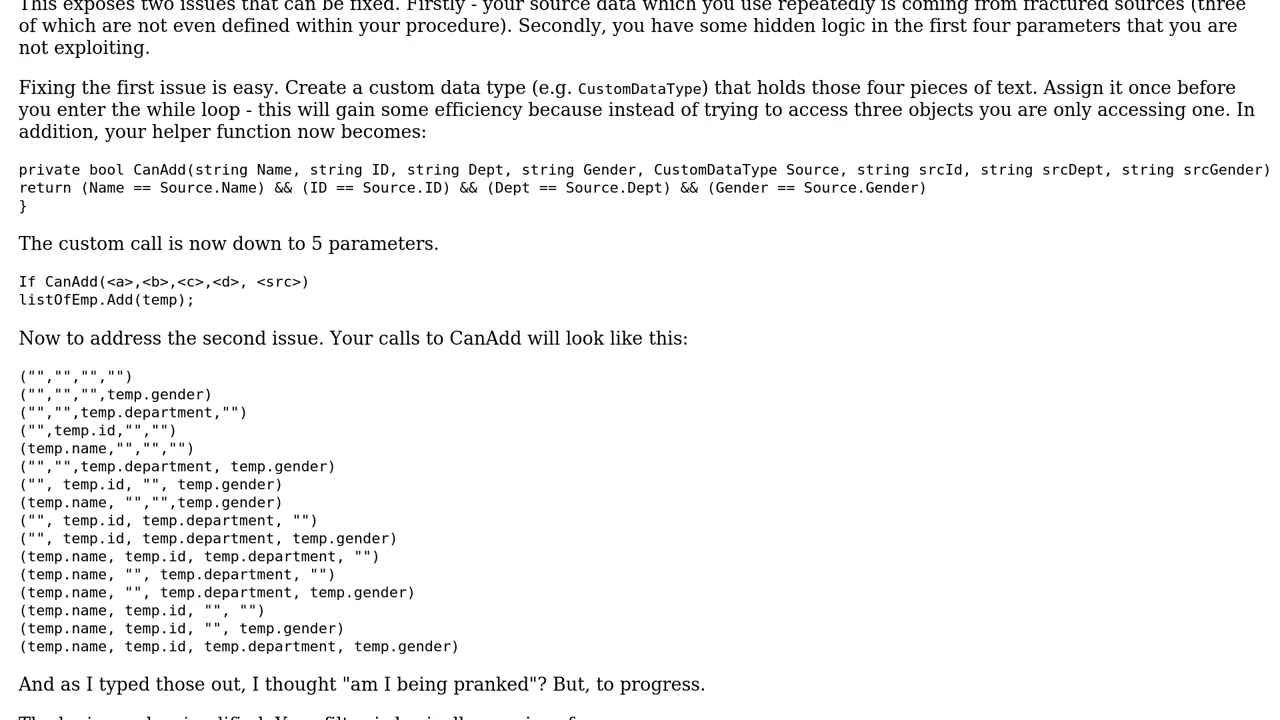 This exposes two issues that can be fixed. Firstly - your source data which you use repeatedly is coming from fractured sources (three
of which are not even defined within your procedure). Secondly, you have some hidden logic in the first four parameters that you are
not exploiting.
Fixing the first issue is easy. Create a custom data type (e.g. CustomDataType) that holds those four pieces of text. Assign it once before
you enter the while loop - this will gain some efficiency because instead of trying to access three objects you are only accessing one. In
addition, your helper function now becomes:
private bool CanAdd(string Name, string ID, string Dept, string Gender, CustomDataType Source, string srcId, string srcDept, string srcGender)
return (Name == Source.Name) && (ID == Source.ID) && (Dept == Source.Dept) && (Gender == Source.Gender)
}
The custom call is now down to 5 parameters.
If CanAdd(<a>,<b>,<c>,<d>, <src>)
listOfEmp.Add(temp);
Now to address the second issue. Your calls to CanAdd will look like this:
("","","","")
("","","",temp.gender)
("","",temp.department,"")
("",temp.id,"","")
(temp.name,"","","")
("","",temp.department, temp.gender)
("", temp.id, "", temp.gender)
(temp.name, "","",temp.gender)
("", temp.id, temp.department, "")
("", temp.id, temp.department, temp.gender)
(temp.name, temp.id, temp.department, "")
(temp.name, "", temp.department, "")
(temp.name, "", temp.department, temp.gender)
(temp.name, temp.id, "", "")
(temp.name, temp.id, "", temp.gender)
(temp.name, temp.id, temp.department, temp.gender)
And as I typed those out, I thought "am I being pranked"? But, to progress.